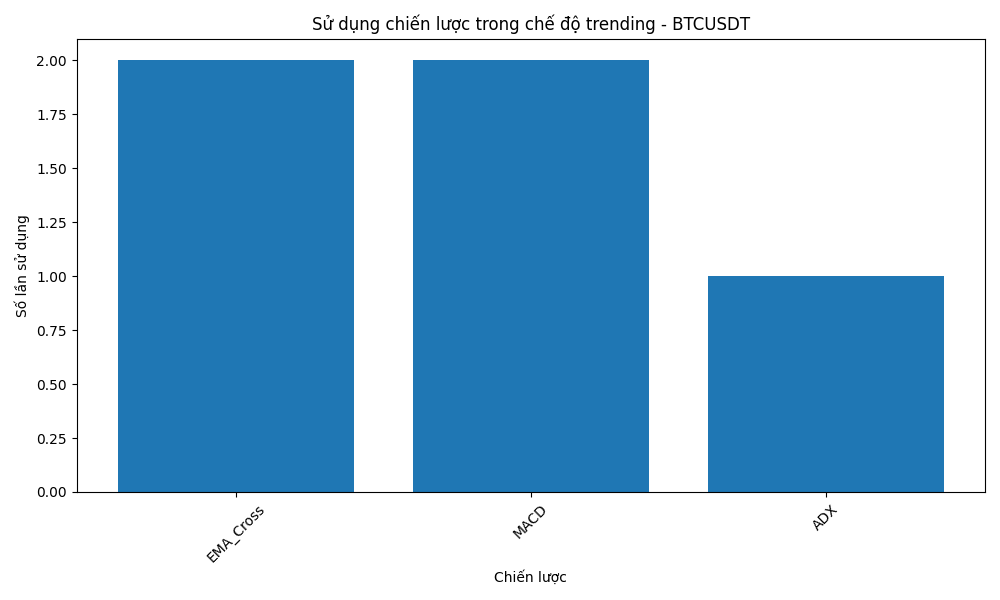 Sử dụng chiến lược trong chế độ trending - BTCUSDT
Số lần sử dụng
2.00
1.75
1.50
1.25
1.00
0.75
0.50
0.25
0.00
EMA_Cross
MACD
ADX
Chiến lược